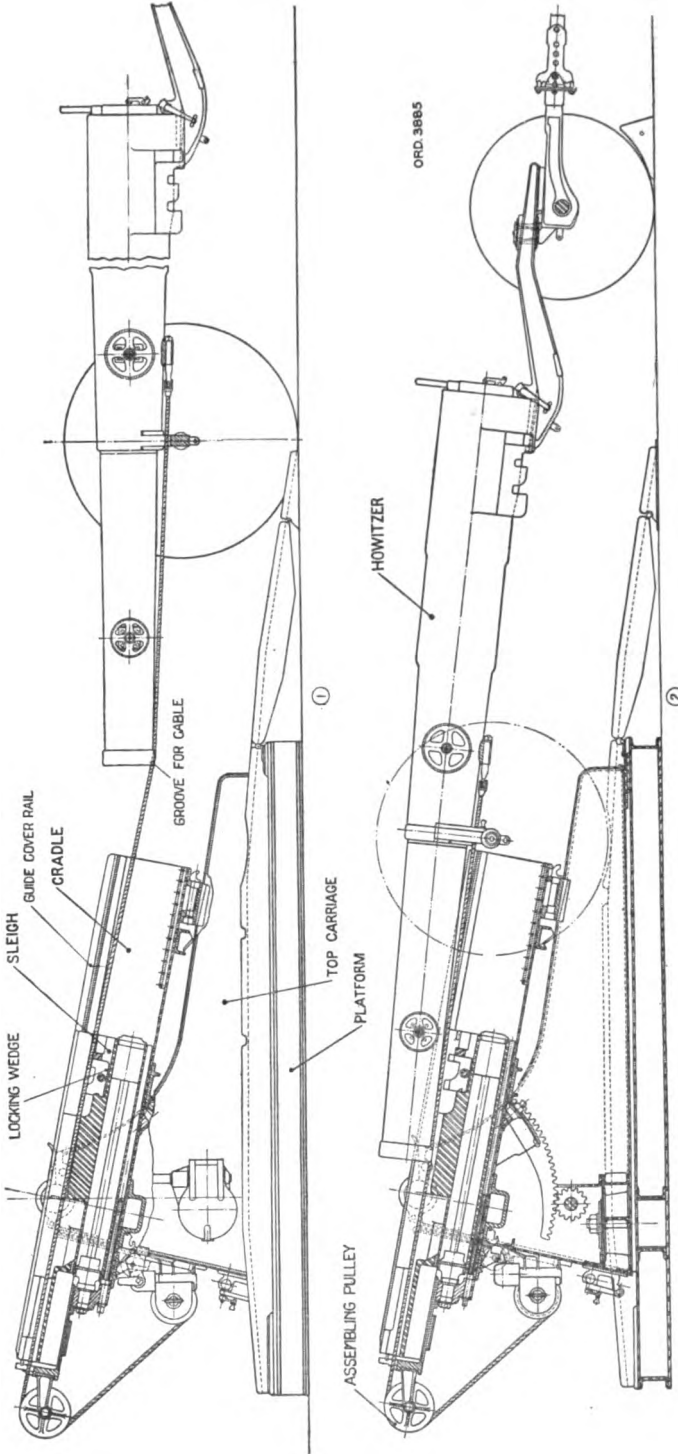 LOCKING WEDGE
SLEIGH
GUIDE COVER RAIL
CRADLE
GROOVE FOR CABLE
TOP CARRIAGE
PLATFORM
①
ASSEMBLING PULLEY
HOWITZER
ORD. 3885
②